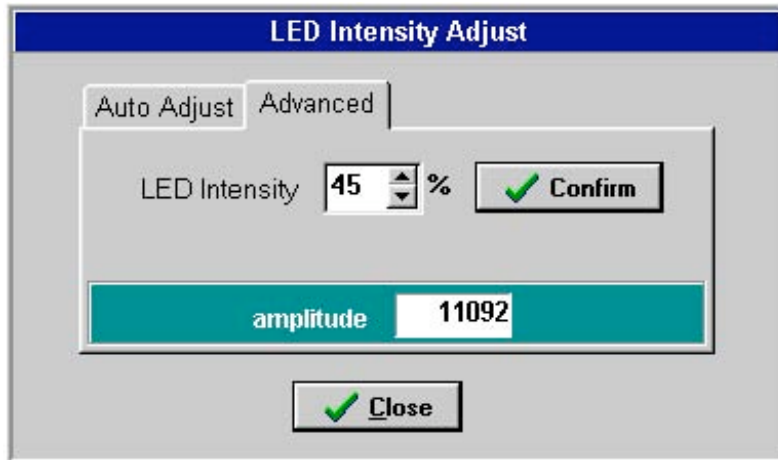 LED Intensity Adjust
Auto Adjust Advanced
LED Intensity 45 % Confirm
amplitude 11092
Close